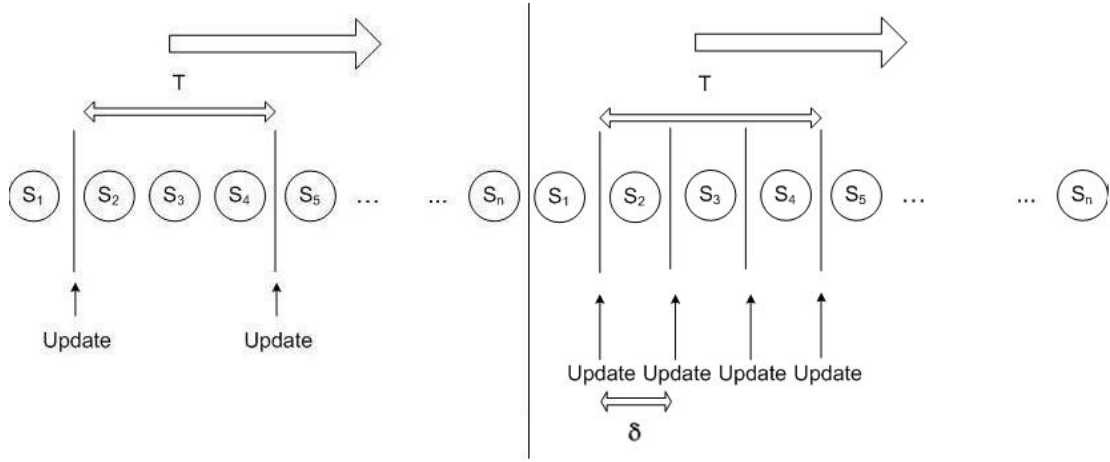 T
S₁ S₂ S₃ S₄ S₅ ... ... Sₙ
Update Update
T
S₁ S₂ S₃ S₄ S₅ ... ... Sₙ
Update Update Update Update
δ